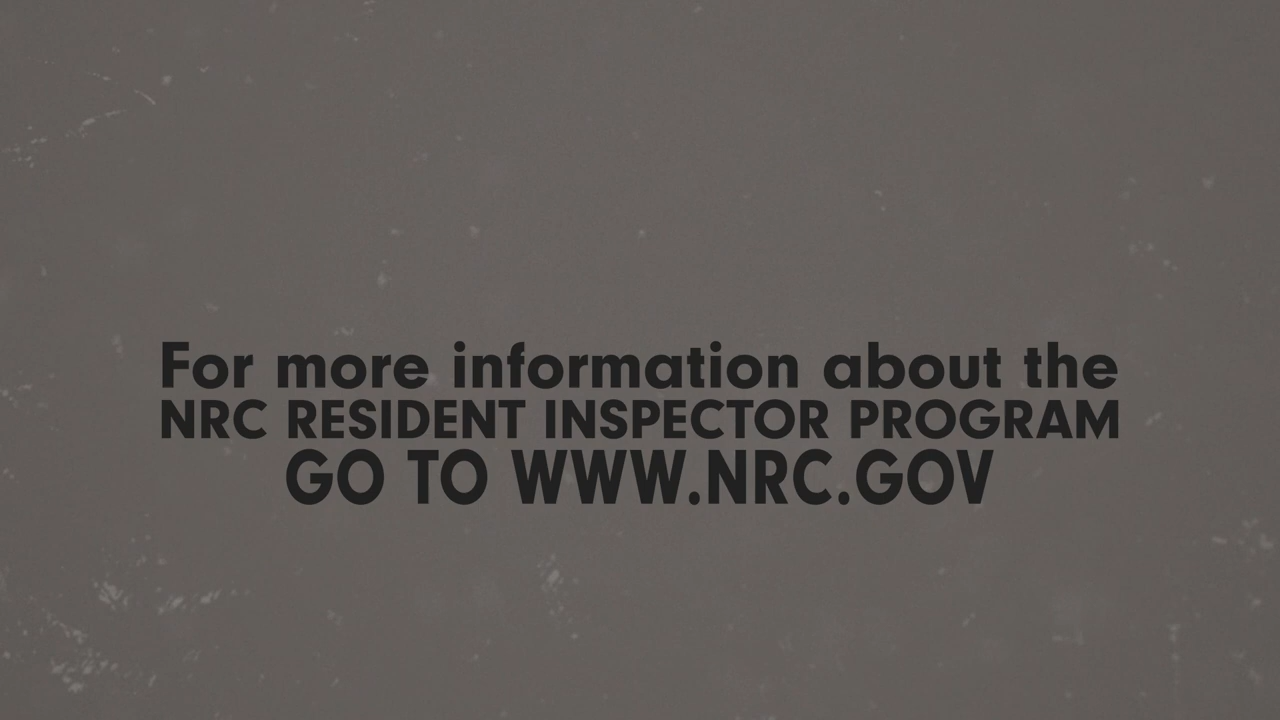 For more information about the
NRC RESIDENT INSPECTOR PROGRAM
GO TO WWW.NRC.GOV